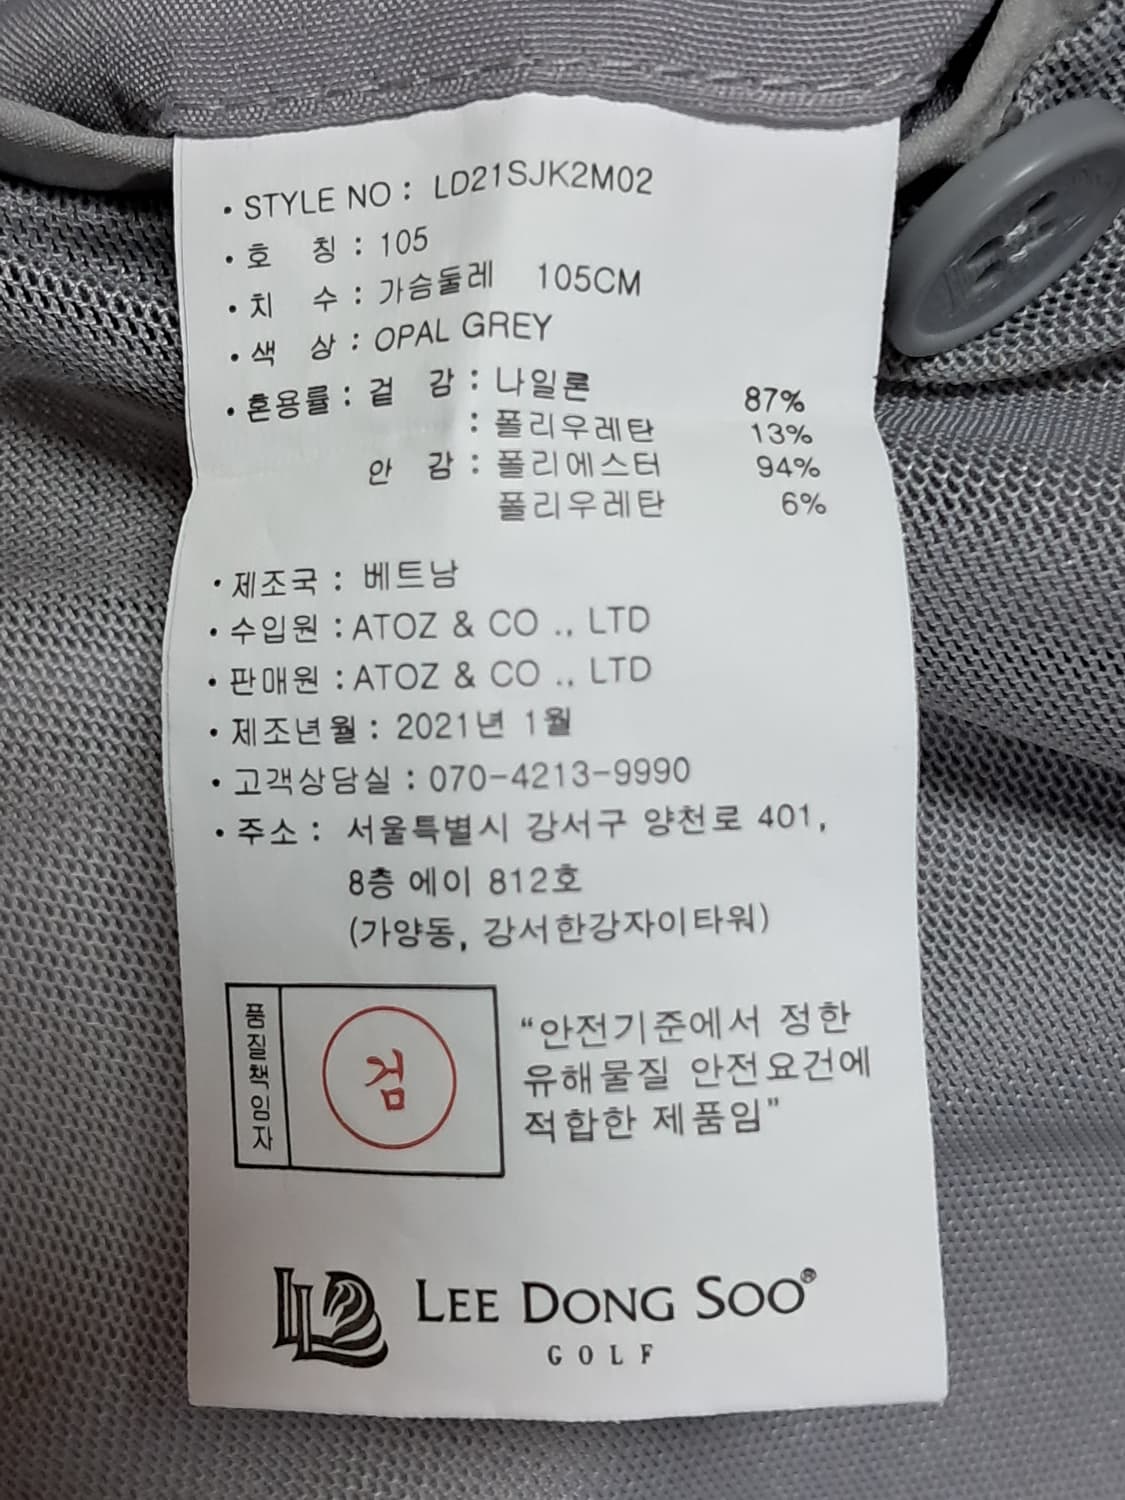 · STYLE NO : LD21SJK2M02
· 호 칭 : 105
· 치 수 : 가슴둘레 105CM
· 색 상 : OPAL GREY
· 혼용률 : 겉 감 : 나일론 87%
: 폴리우레탄 13%
안 감 : 폴리에스터 94%
폴리우레탄 6%
· 제조국 : 베트남
· 수입원 : ATOZ & CO ., LTD
· 판매원 : ATOZ & CO ., LTD
· 제조년월 : 2021년 1월
· 고객상담실 : 070-4213-9990
· 주소 : 서울특별시 강서구 양천로 401,
8층 에이 812호
(가양동, 강서한강자이타워)
품질책임자
검
“안전기준에서 정한
유해물질 안전요건에
적합한 제품임”
LD LEE DONG SOO®
GOLF